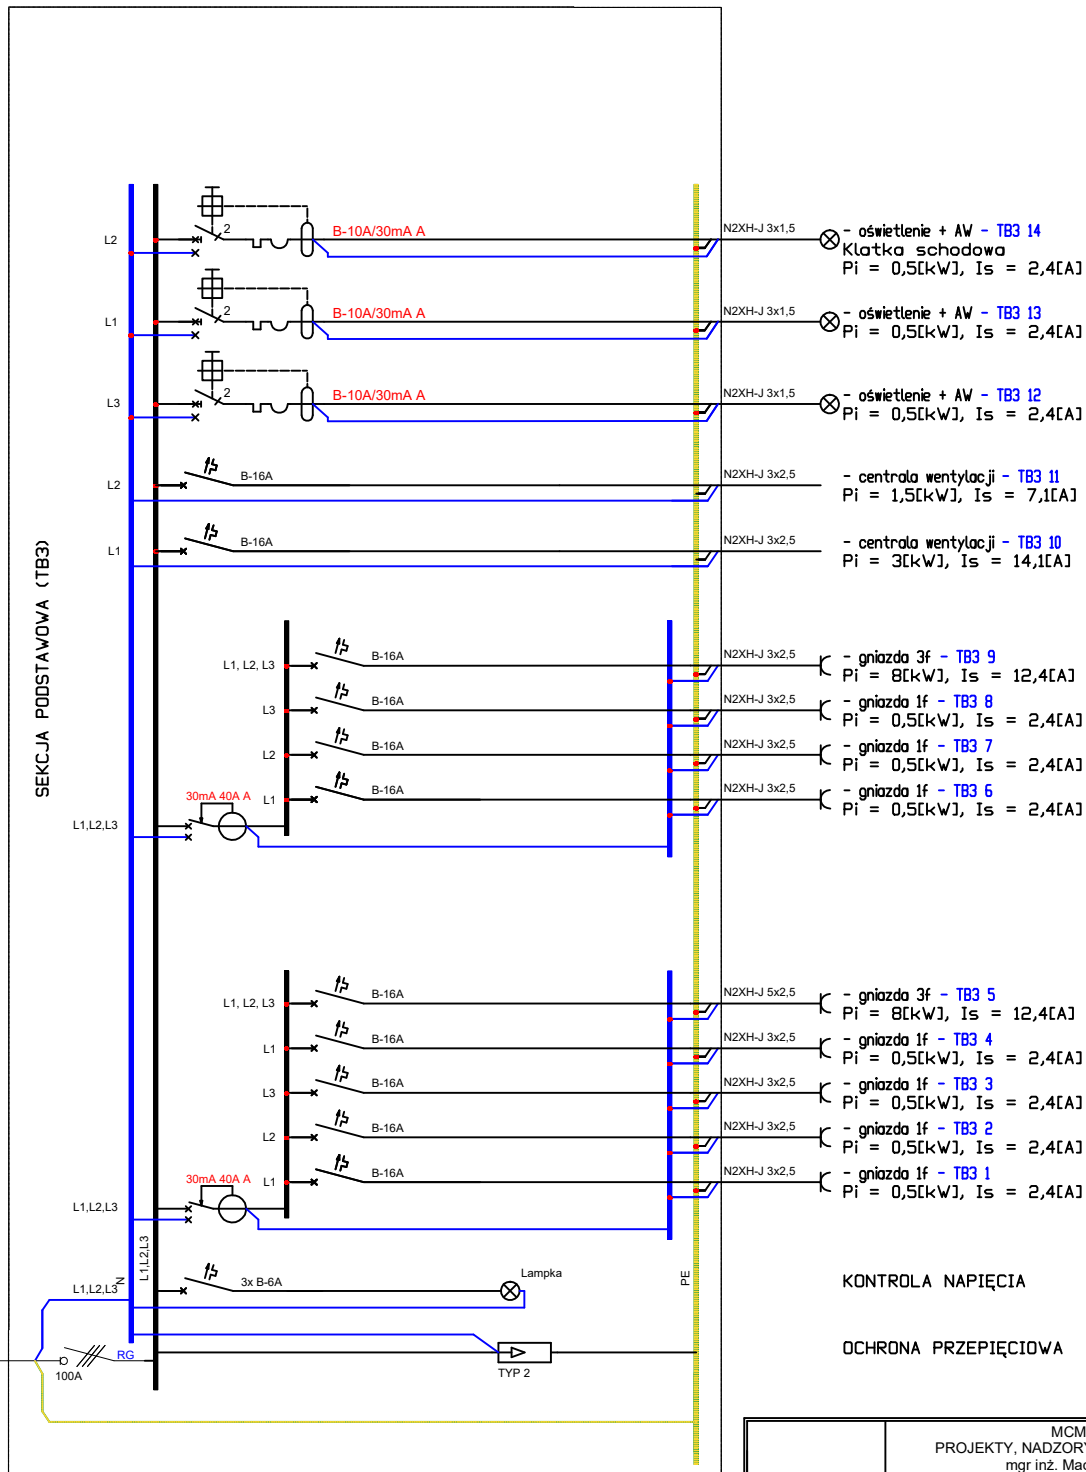 L2
2
B-10A/30mA A
N2XH-J 3x1,5
- oświetlenie + AW - TB3 14
Klatka schodowa
Pi = 0,5[kW], Is = 2,4[A]
L1
2
B-10A/30mA A
N2XH-J 3x1,5
- oświetlenie + AW - TB3 13
Pi = 0,5[kW], Is = 2,4[A]
L3
2
B-10A/30mA A
N2XH-J 3x1,5
- oświetlenie + AW - TB3 12
Pi = 0,5[kW], Is = 2,4[A]
L2
B-16A
N2XH-J 3x2,5
- centrala wentylacji - TB3 11
Pi = 1,5[kW], Is = 7,1[A]
L1
B-16A
N2XH-J 3x2,5
- centrala wentylacji - TB3 10
Pi = 3[kW], Is = 14,1[A]
SEKCJA PODSTAWOWA (TB3)
L1, L2, L3
B-16A
N2XH-J 3x2,5
- gniazda 3f - TB3 9
Pi = 8[kW], Is = 12,4[A]
L3
B-16A
N2XH-J 3x2,5
- gniazda 1f - TB3 8
Pi = 0,5[kW], Is = 2,4[A]
L2
B-16A
N2XH-J 3x2,5
- gniazda 1f - TB3 7
Pi = 0,5[kW], Is = 2,4[A]
L1
B-16A
N2XH-J 3x2,5
- gniazda 1f - TB3 6
Pi = 0,5[kW], Is = 2,4[A]
30mA 40A A
L1,L2,L3
L1, L2, L3
B-16A
N2XH-J 5x2,5
- gniazda 3f - TB3 5
Pi = 8[kW], Is = 12,4[A]
L1
B-16A
N2XH-J 3x2,5
- gniazda 1f - TB3 4
Pi = 0,5[kW], Is = 2,4[A]
L3
B-16A
N2XH-J 3x2,5
- gniazda 1f - TB3 3
Pi = 0,5[kW], Is = 2,4[A]
L2
B-16A
N2XH-J 3x2,5
- gniazda 1f - TB3 2
Pi = 0,5[kW], Is = 2,4[A]
L1
B-16A
N2XH-J 3x2,5
- gniazda 1f - TB3 1
Pi = 0,5[kW], Is = 2,4[A]
30mA 40A A
L1,L2,L3
L1,L2,L3
N
PE
L1,L2,L3
3x B-6A
Lampka
KONTROLA NAPIĘCIA
RG
100A
TYP 2
OCHRONA PRZEPIĘCIOWA
MCM
PROJEKTY, NADZORY
mgr inż. Mac